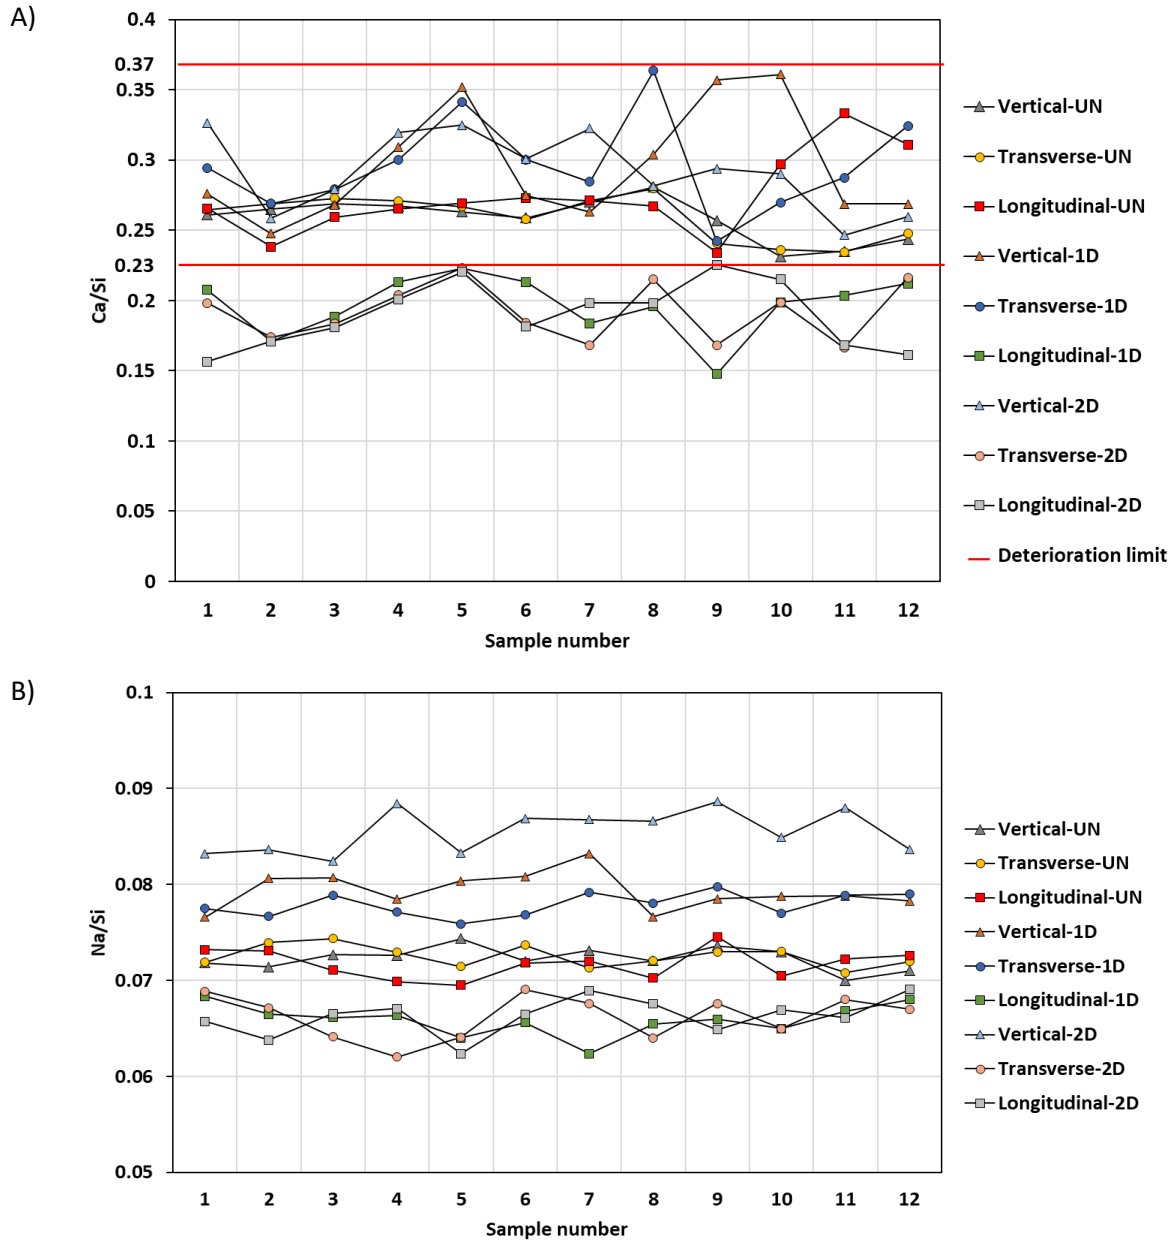 A)
0.4
0.37
0.35
0.3
0.25
0.23
0.2
0.15
0.1
0.05
0
Ca/Si
1 2 3 4 5 6 7 8 9 10 11 12
Sample number
Vertical-UN
Transverse-UN
Longitudinal-UN
Vertical-1D
Transverse-1D
Longitudinal-1D
Vertical-2D
Transverse-2D
Longitudinal-2D
Deterioration limit
B)
0.1
0.09
0.08
0.07
0.06
0.05
Na/Si
1 2 3 4 5 6 7 8 9 10 11 12
Sample number
Vertical-UN
Transverse-UN
Longitudinal-UN
Vertical-1D
Transverse-1D
Longitudinal-1D
Vertical-2D
Transverse-2D
Longitudinal-2D